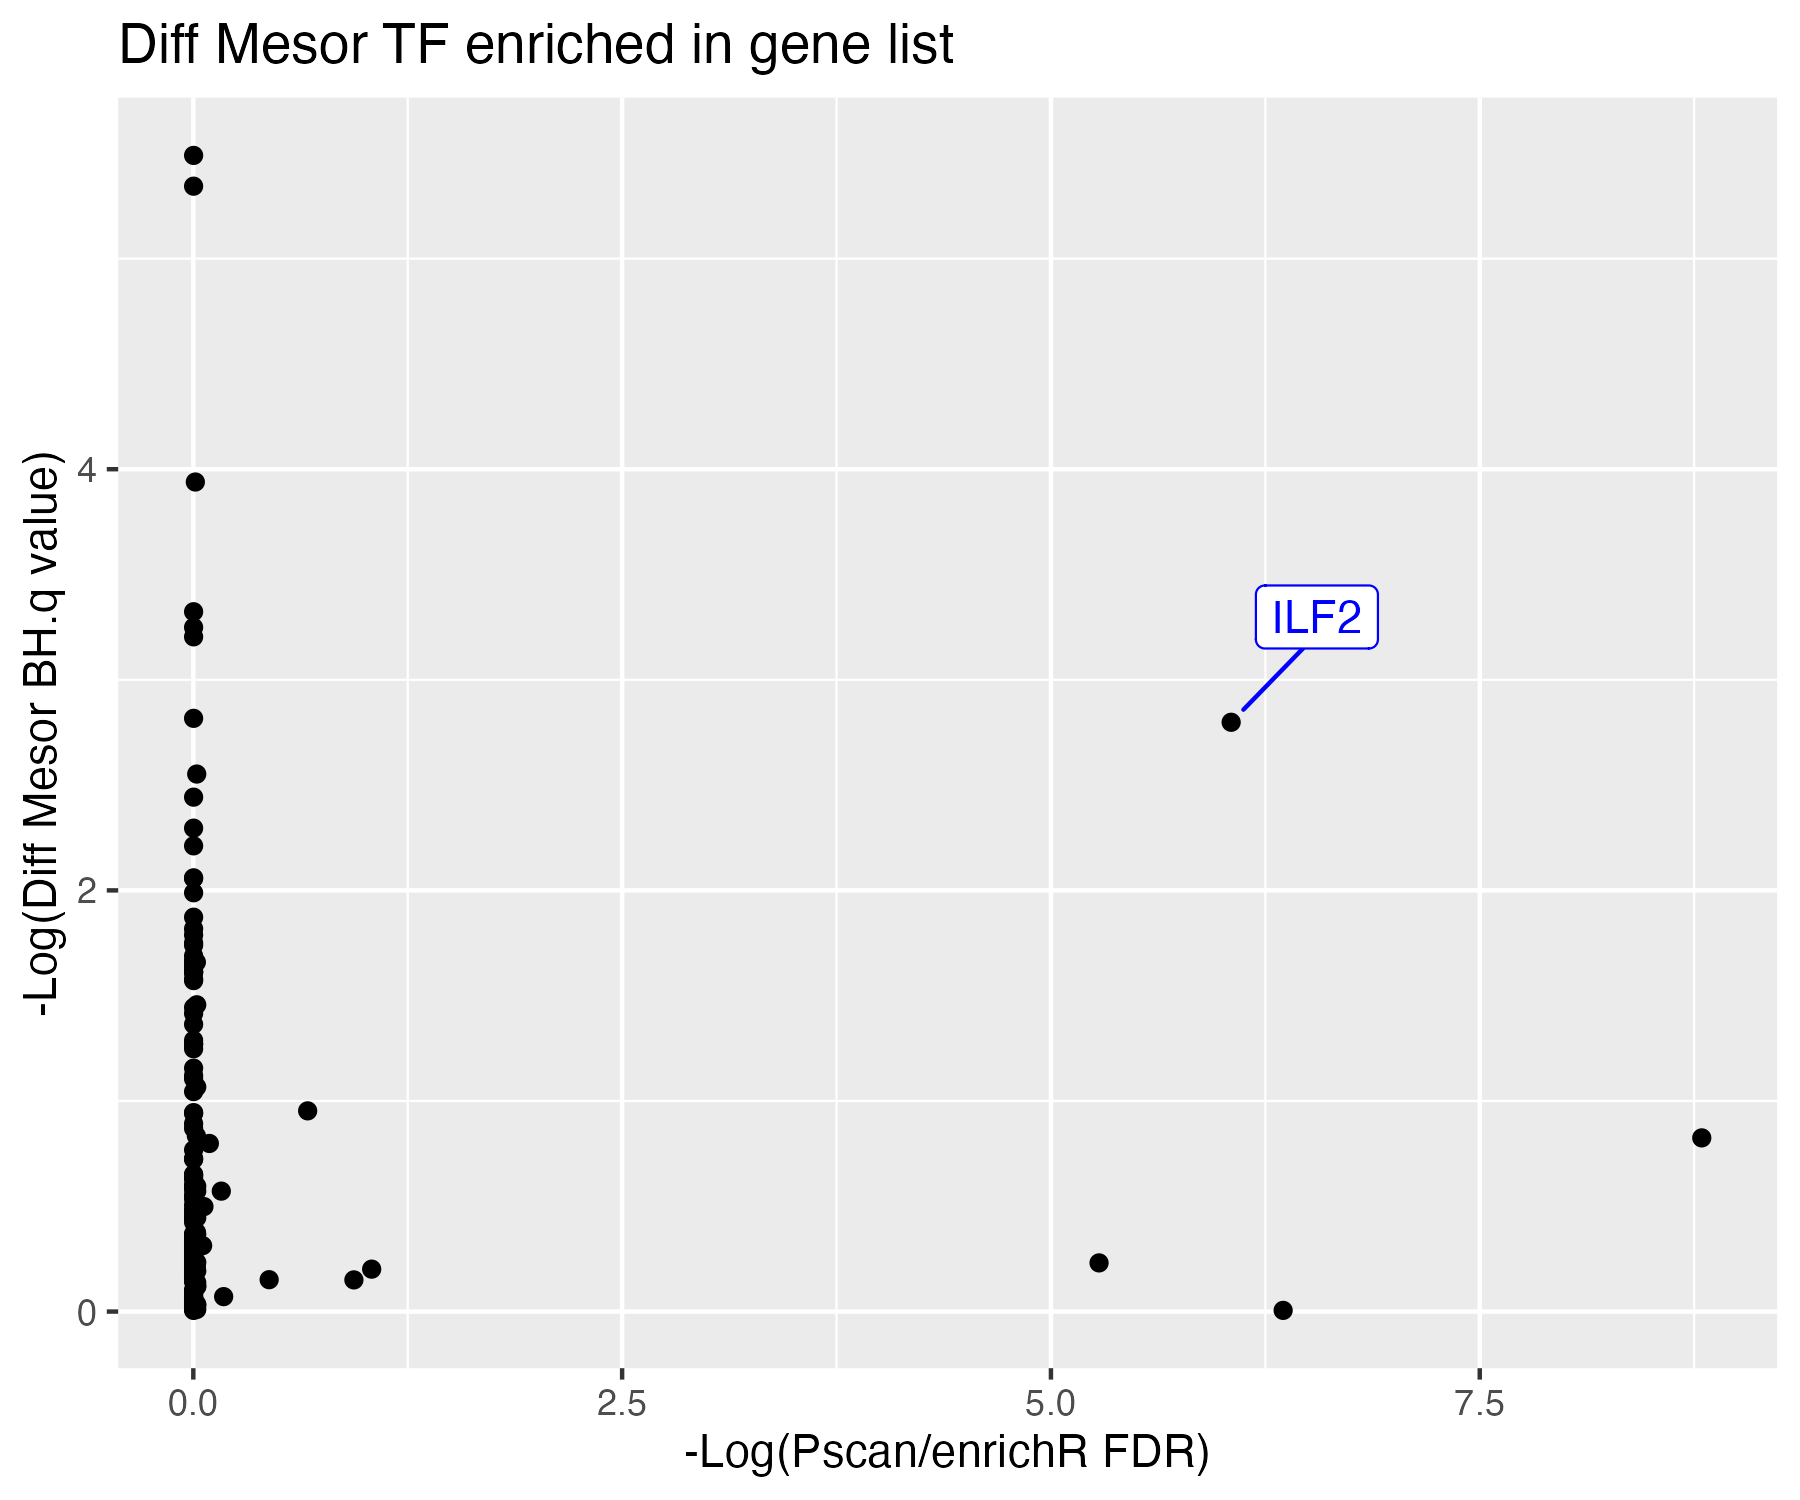 Diff Mesor TF enriched in gene list
-Log(Diff Mesor BH.q value)
4
2
0
ILF2
0.0 2.5 5.0 7.5
-Log(Pscan/enrichR FDR)